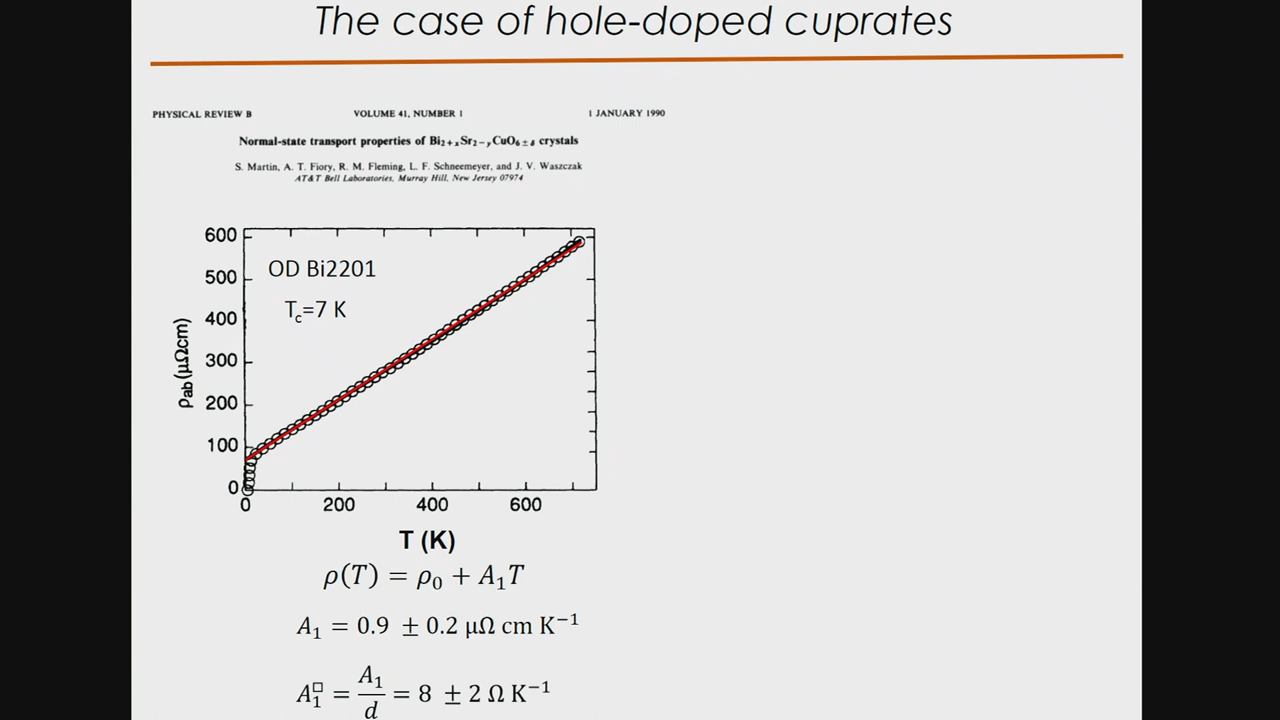 The case of hole-doped cuprates
PHYSICAL REVIEW B VOLUME 41, NUMBER 1 1 JANUARY 1990
Normal-state transport properties of Bi₂₊ₓSr₂₋ᵧCuO₆±δ crystals
S. Martin, A. T. Fiory, R. M. Fleming, L. F. Schneemeyer, and J. V. Waszczak
AT&T Bell Laboratories, Murray Hill, New Jersey 07974
600
500
400
300
200
100
0
ρab(μΩcm)
OD Bi2201
Tc=7 K
0 200 400 600
T (K)
ρ(T) = ρ₀ + A₁T
A₁ = 0.9 ± 0.2 μΩ cm K⁻¹
A₁□ = A₁/d = 8 ± 2 Ω K⁻¹